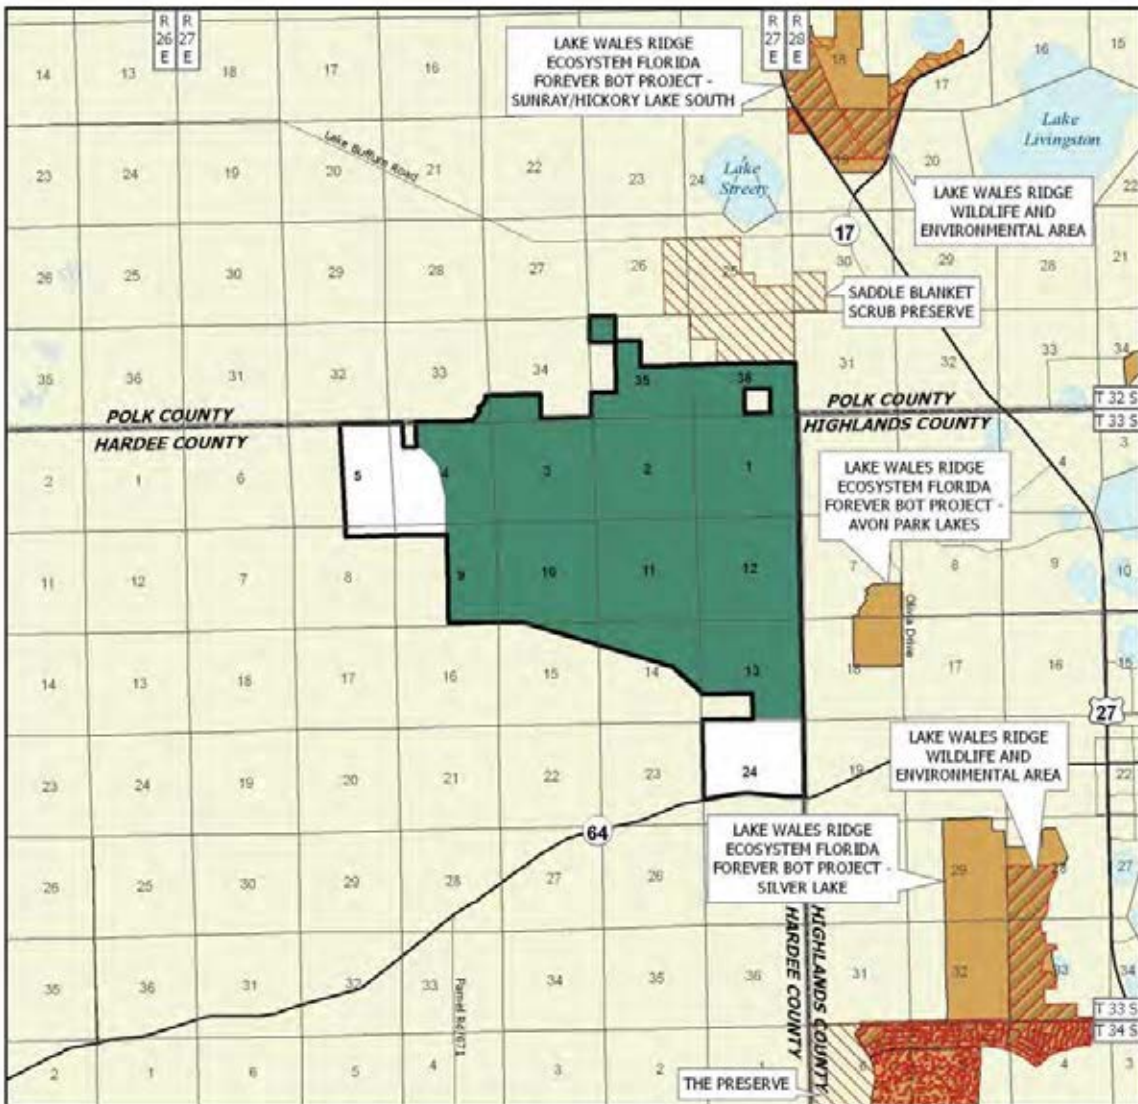 R
26
E
R
27
E
R
27
E
R
28
E
LAKE WALES RIDGE
ECOSYSTEM FLORIDA
FOREVER BOT PROJECT -
SUNRAY/HICKORY LAKE SOUTH
14
13
18
17
16
18
17
16
15
Lake
Livingston
Lake Buffum Road
23
24
19
20
21
22
23
24
Lake
Streety
19
20
22
LAKE WALES RIDGE
WILDLIFE AND
ENVIRONMENTAL AREA
17
26
25
30
29
28
27
26
25
30
29
28
21
SADDLE BLANKET
SCRUB PRESERVE
35
36
31
32
33
34
35
36
31
32
33
34
T 32 S
T 33 S
POLK COUNTY
HARDEE COUNTY
POLK COUNTY
HIGHLANDS COUNTY
2
1
6
5
4
3
2
1
4
3
LAKE WALES RIDGE
ECOSYSTEM FLORIDA
FOREVER BOT PROJECT -
AVON PARK LAKES
11
12
7
8
9
10
11
12
7
8
9
10
Olivia Drive
14
13
18
17
16
15
14
13
18
17
16
15
27
LAKE WALES RIDGE
WILDLIFE AND
ENVIRONMENTAL AREA
23
24
19
20
21
22
23
24
19
22
64
LAKE WALES RIDGE
ECOSYSTEM FLORIDA
FOREVER BOT PROJECT -
SILVER LAKE
26
25
30
29
28
27
26
29
28
27
HIGHLANDS COUNTY
HARDEE COUNTY
35
36
31
32
33
34
35
36
31
32
33
34
Parnel Rd/671
T 33 S
T 34 S
2
1
6
5
4
3
2
1
6
4
3
THE PRESERVE